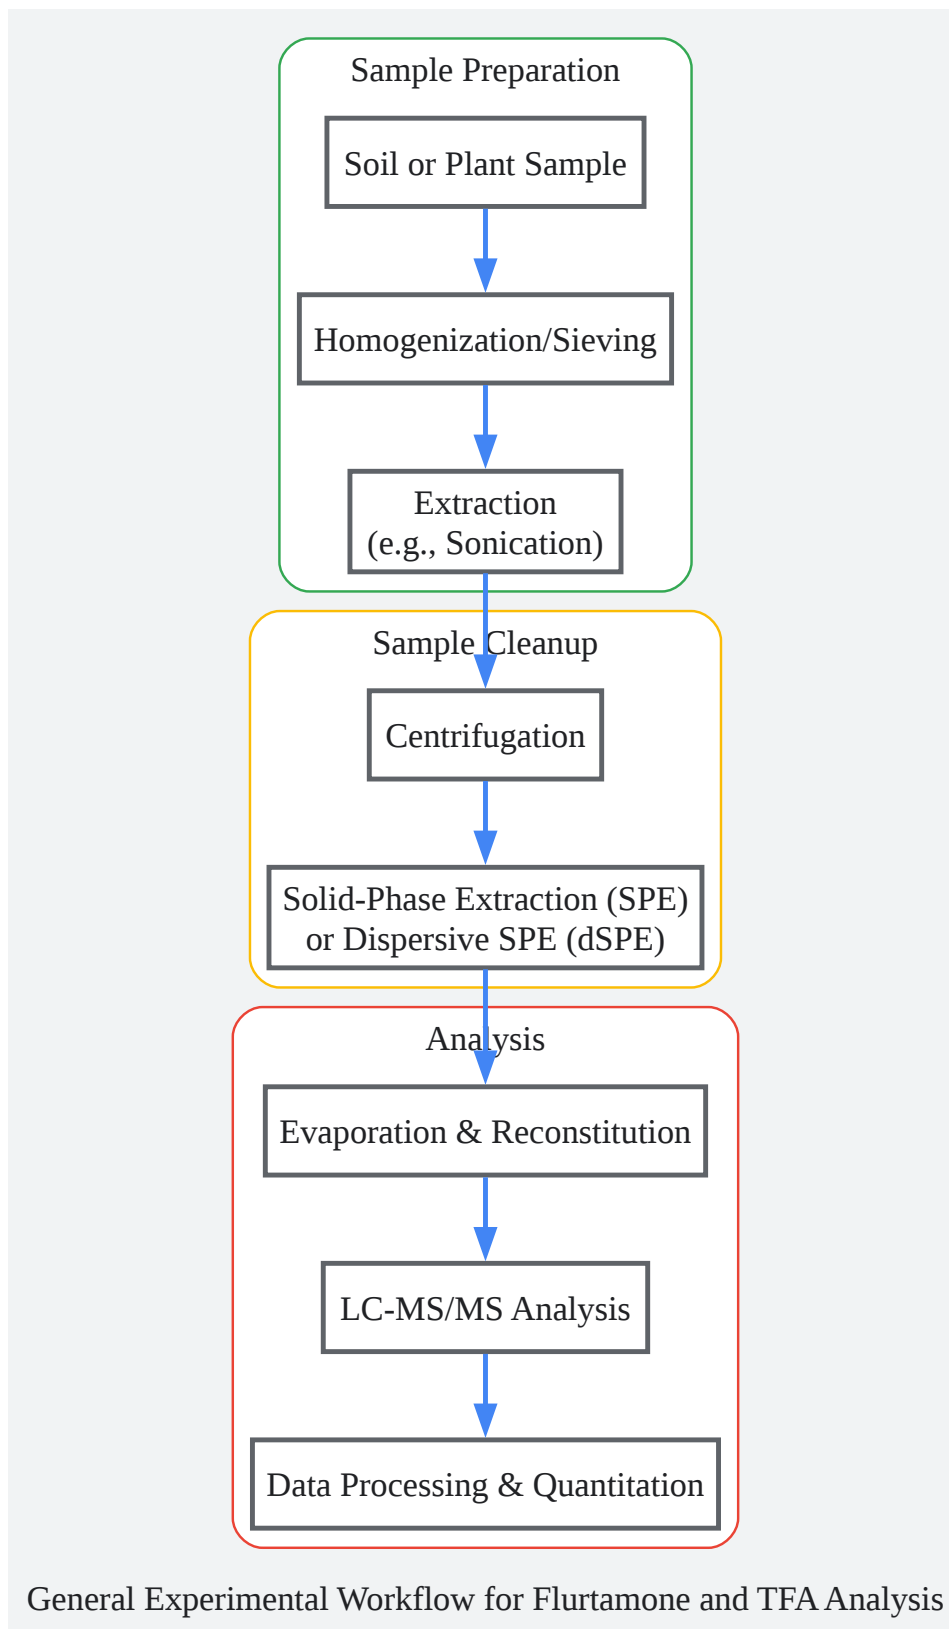 Sample Preparation
Soil or Plant Sample
Homogenization/Sieving
Extraction
(e.g., Sonication)
Sample Cleanup
Centrifugation
Solid-Phase Extraction (SPE)
or Dispersive SPE (dSPE)
Analysis
Evaporation & Reconstitution
LC-MS/MS Analysis
Data Processing & Quantitation
General Experimental Workflow for Flurtamone and TFA Analysis